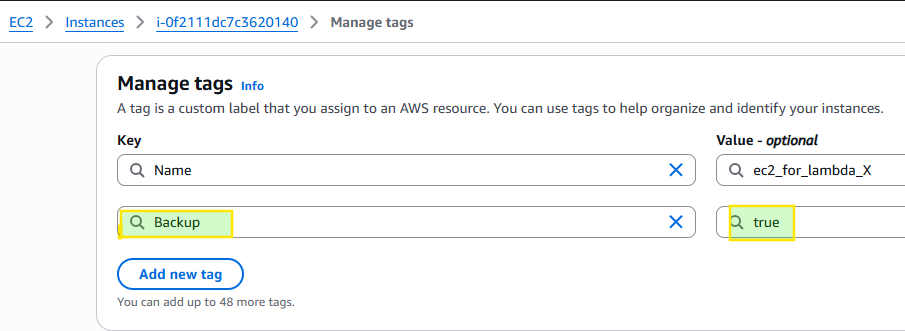 EC2 > Instances > i-0f2111dc7c3620140 > Manage tags
Manage tags Info
A tag is a custom label that you assign to an AWS resource. You can use tags to help organize and identify your instances.
Key Value - optional
Name ec2_for_lambda_X
Backup true
Add new tag
You can add up to 48 more tags.